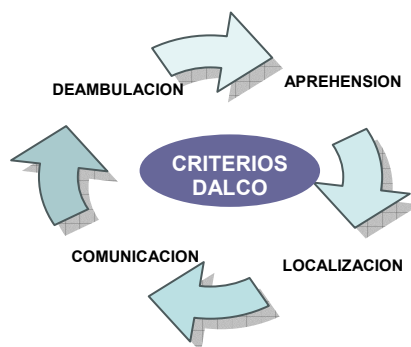 DEAMBULACION
APREHENSION
CRITERIOS
DALCO
COMUNICACION
LOCALIZACION